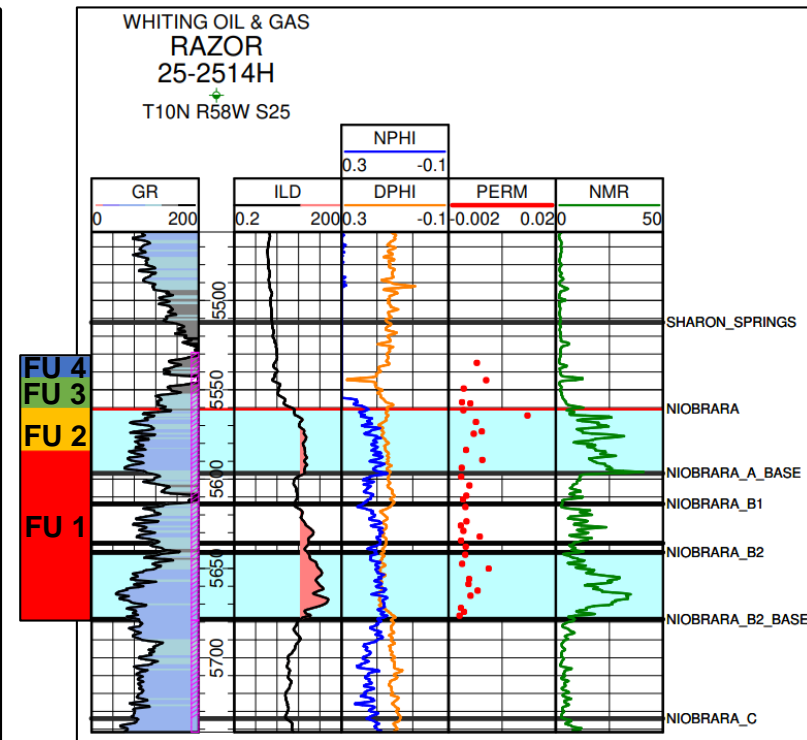 WHITING OIL & GAS
RAZOR
25-2514H
T10N R58W S25
NPHI
0.3 -0.1
GR ILD DPHI PERM NMR
0 200 0.2 200 0.3 -0.1 -0.002 0.02 0 50
5500
SHARON_SPRINGS
FU 4
FU 3
5550
NIOBRARA
FU 2
NIOBRARA_A_BASE
5600
NIOBRARA_B1
FU 1
NIOBRARA_B2
5650
NIOBRARA_B2_BASE
5700
NIOBRARA_C